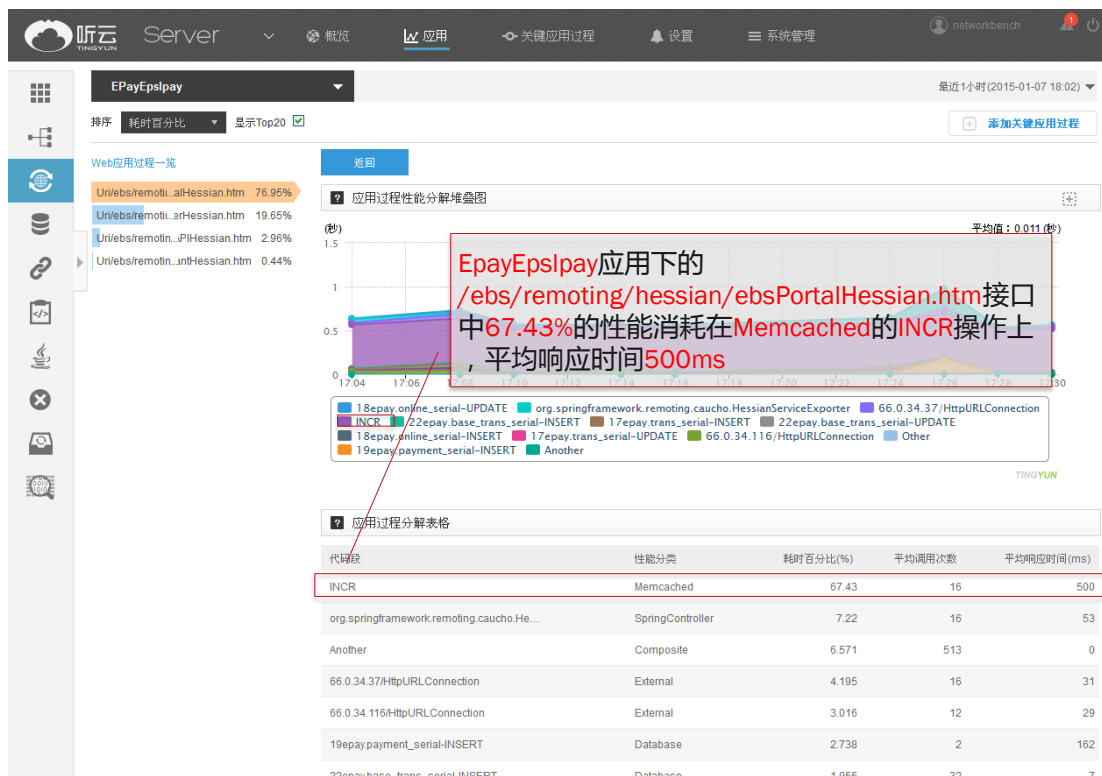 听云 TINGYUN Server 概览 应用 关键应用过程 设置 系统管理 networkbench 1
EPayEpsIpay 最近1小时(2015-01-07 18:02)
排序 耗时百分比 显示Top20 添加关键应用过程
Web应用过程一览 返回
Url/ebs/remoti...alHessian.htm 76.95%
Url/ebs/remoti...erHessian.htm 19.65%
Url/ebs/remotin...PIHessian.htm 2.96%
Url/ebs/remotin...antHessian.htm 0.44%
应用过程性能分解堆叠图
(秒) 平均值：0.011 (秒)
1.5
1
0.5
0
EpayEpsIpay应用下的
/ebs/remoting/hessian/ebsPortalHessian.htm接口
中67.43%的性能消耗在Memcached的INCR操作上
，平均响应时间500ms
17:04 17:06 17:08 17:10 17:12 17:14 17:16 17:18 17:20 17:22 17:24 17:26 17:28 17:30
18epay.online_serial-UPDATE org.springframework.remoting.caucho.HessianServiceExporter 66.0.34.37/HttpURLConnection
INCR 22epay.base_trans_serial-INSERT 17epay.trans_serial-INSERT 22epay.base_trans_serial-UPDATE
18epay.online_serial-INSERT 17epay.trans_serial-UPDATE 66.0.34.116/HttpURLConnection Other
19epay.payment_serial-INSERT Another
TINGYUN
应用过程分解表格
代码段 性能分类 耗时百分比(%) 平均调用次数 平均响应时间(ms)
INCR Memcached 67.43 16 500
org.springframework.remoting.caucho.He... SpringController 7.22 16 53
Another Composite 6.571 513 0
66.0.34.37/HttpURLConnection External 4.195 16 31
66.0.34.116/HttpURLConnection External 3.016 12 29
19epay.payment_serial-INSERT Database 2.738 2 162
22epay.base_trans_serial-INSERT Database 1.955 32 7